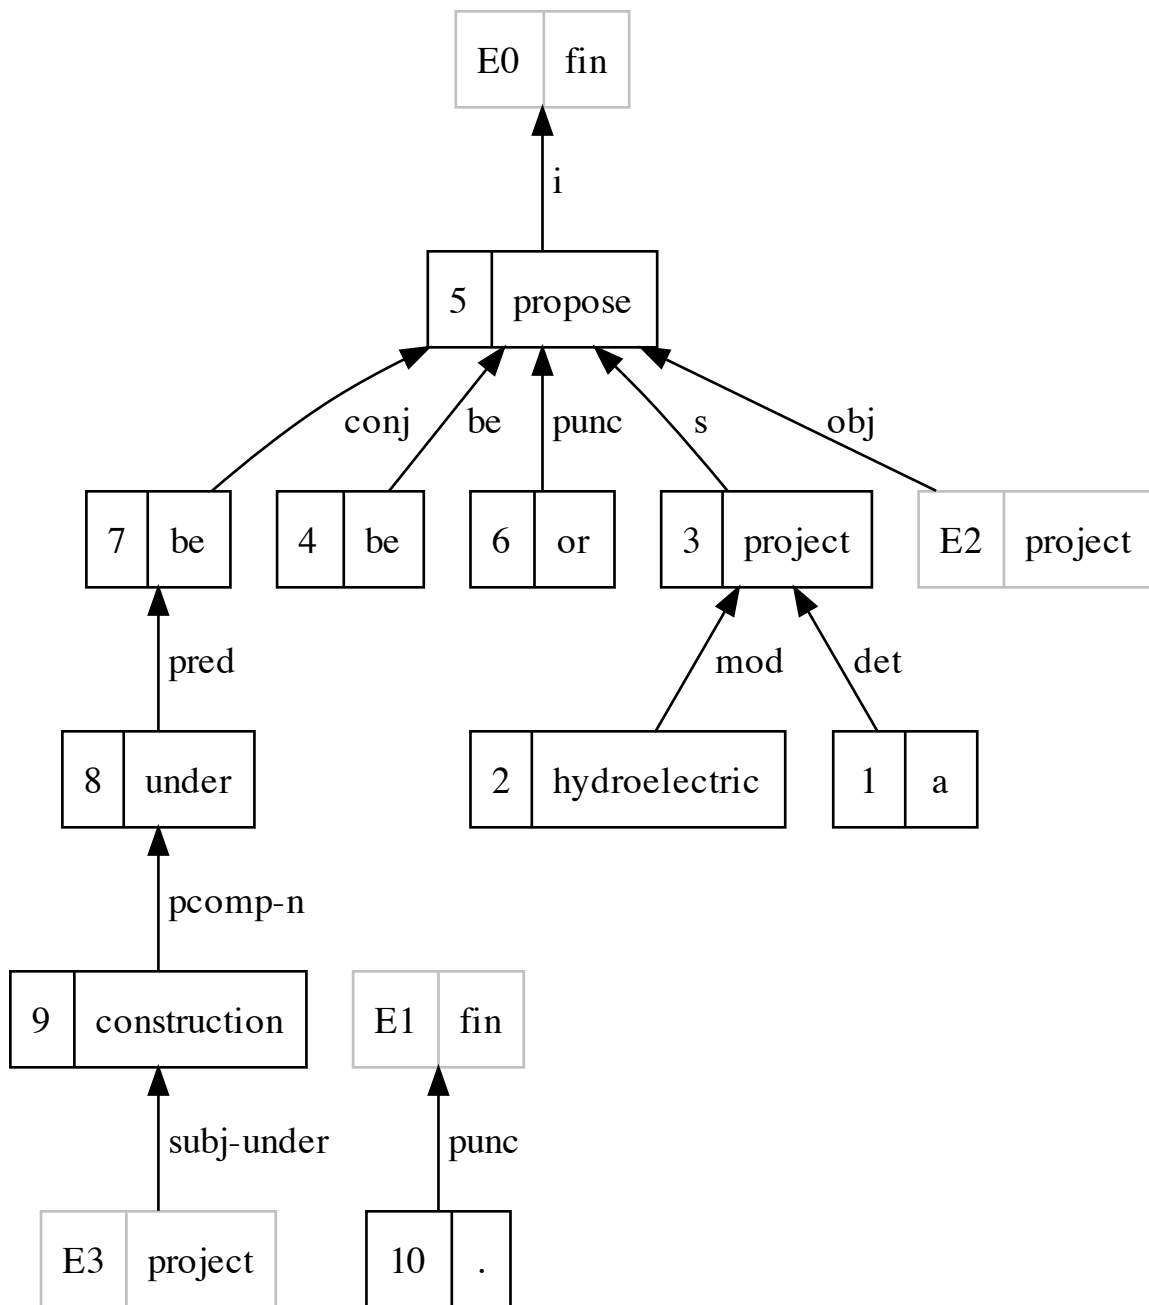 E0 fin
i
5 propose
conj be punc s obj
7 be 4 be 6 or 3 project E2 project
pred mod det
8 under 2 hydroelectric 1 a
pcomp-n
9 construction E1 fin
subj-under punc
E3 project 10 .